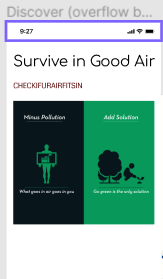 Discover (overflow b...
9:27
Survive in Good Air
CHECKIFURAIRFITSIN
Minus Pollution
Add Solution
What goes in air goes in you
Go green is the only solution